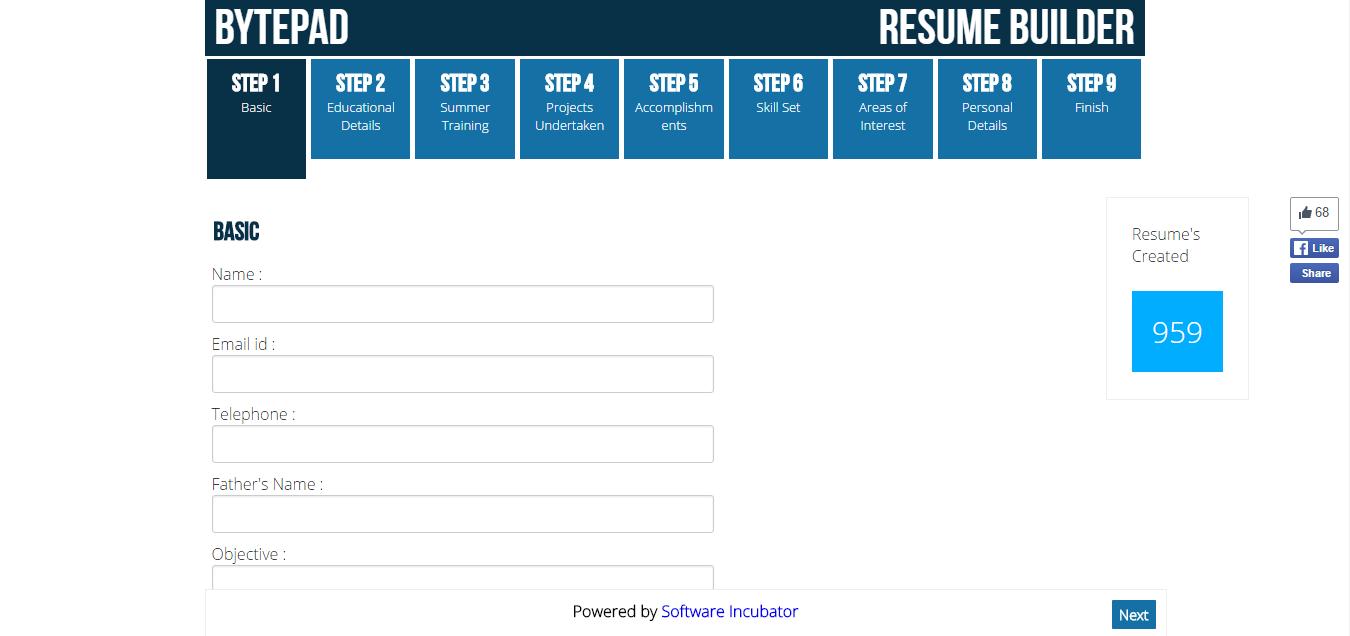 BYTEPAD
RESUME BUILDER
STEP 1
Basic
STEP 2
Educational
Details
STEP 3
Summer
Training
STEP 4
Projects
Undertaken
STEP 5
Accomplishm
ents
STEP 6
Skill Set
STEP 7
Areas of
Interest
STEP 8
Personal
Details
STEP 9
Finish
BASIC
Name :
Email id :
Telephone :
Father's Name :
Objective :
Resume's
Created
959
68
Like
Share
Powered by Software Incubator
Next